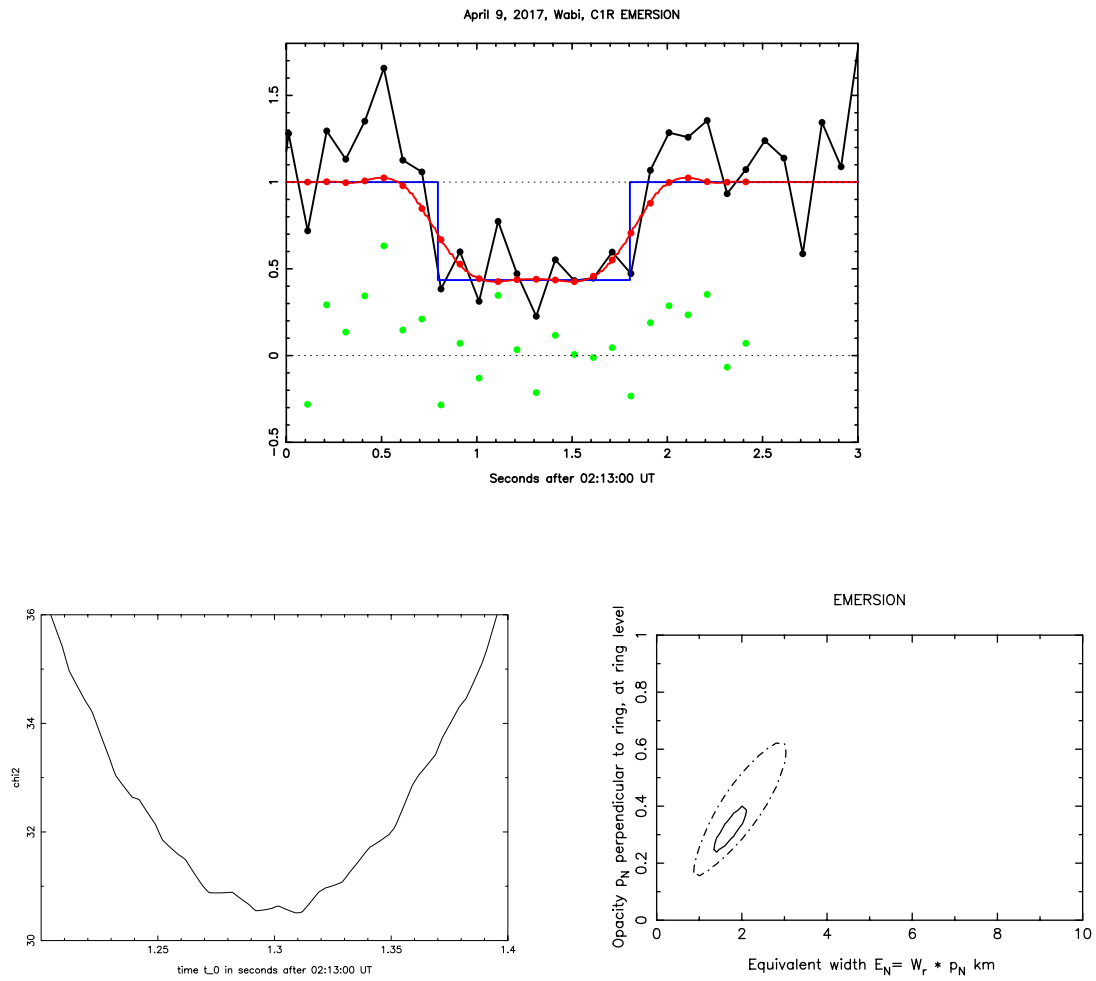 April 9, 2017, Wabi, C1R EMERSION
1.5
1
0.5
0
−0.5
0 0.5 1 1.5 2 2.5 3
Seconds after 02:13:00 UT
36
34
32
30
chi2
1.25 1.3 1.35 1.4
time t_0 in seconds after 02:13:00 UT
EMERSION
Opacity p_N perpendicular to ring, at ring level
1
0.8
0.6
0.4
0.2
0
0 2 4 6 8 10
Equivalent width E_N= W_r * p_N km